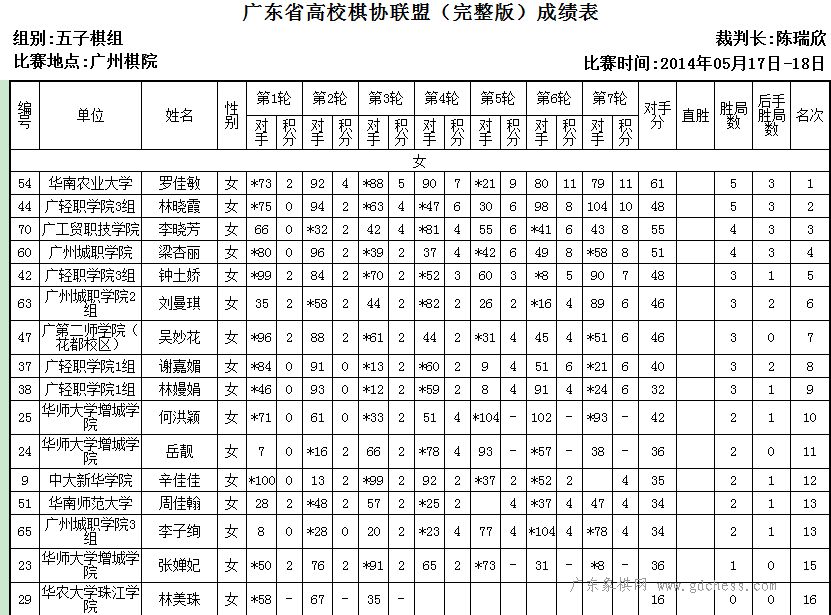 广东省高校棋协联盟（完整版）成绩表
组别:五子棋组 裁判长:陈瑞欣
比赛地点:广州棋院 比赛时间:2014年05月17日-18日
编号 单位 姓名 性别 第1轮 第2轮 第3轮 第4轮 第5轮 第6轮 第7轮 对手分 直胜 胜局数 后手胜局数 名次
对手 积分 对手 积分 对手 积分 对手 积分 对手 积分 对手 积分 对手 积分
女
54 华南农业大学 罗佳敏 女 *73 2 92 4 *88 5 90 7 *21 9 80 11 79 11 61 5 3 1
44 广轻职学院3组 林晓霞 女 *75 0 94 2 *63 4 *47 6 30 6 98 8 104 10 48 5 3 2
70 广工贸职技学院 李晓芳 女 66 0 *32 2 42 4 *81 4 55 6 *41 6 43 8 55 4 3 3
60 广州城职学院 梁杏丽 女 *80 0 96 2 *39 2 37 4 *42 6 49 8 *58 8 51 4 3 4
42 广轻职学院3组 钟土娇 女 *99 2 84 2 *70 2 *52 3 60 3 *8 5 90 7 48 3 1 5
63 广州城职学院2组 刘曼琪 女 35 2 *58 2 44 2 *82 2 26 2 *16 4 89 6 46 3 2 6
47 广第二师学院（花都校区） 吴妙花 女 *96 2 88 2 *61 2 44 2 *31 4 45 4 *51 6 46 3 0 7
37 广轻职学院1组 谢嘉媚 女 *84 0 91 0 *13 2 *60 2 9 4 51 6 *21 6 40 3 2 8
38 广轻职学院1组 林嫚娟 女 *46 0 93 0 *12 2 *59 2 8 4 91 4 *24 6 32 3 1 9
25 华师大学增城学院 何洪颖 女 *71 0 61 0 *33 2 51 4 *104 - 102 - *93 - 42 2 1 10
24 华师大学增城学院 岳靓 女 7 0 *16 2 66 2 *78 4 93 - *57 - 38 - 36 2 0 11
9 中大新华学院 辛佳佳 女 *100 0 13 2 *99 2 92 2 *37 2 *52 2 4 35 2 1 12
51 华南师范大学 周佳翰 女 28 2 *48 2 57 2 *25 2 4 *37 4 47 4 34 2 1 13
65 广州城职学院3组 李子绚 女 8 0 *28 0 20 2 *23 4 77 4 *104 4 *78 4 34 2 1 13
23 华师大学增城学院 张婵妃 女 *50 2 76 2 *91 2 65 2 *73 - 31 - *8 - 36 1 0 15
29 华农大学珠江学院 林美珠 女 *58 - 67 - 35 - 16 0 0 16
广东象棋网 www.gdchess.com